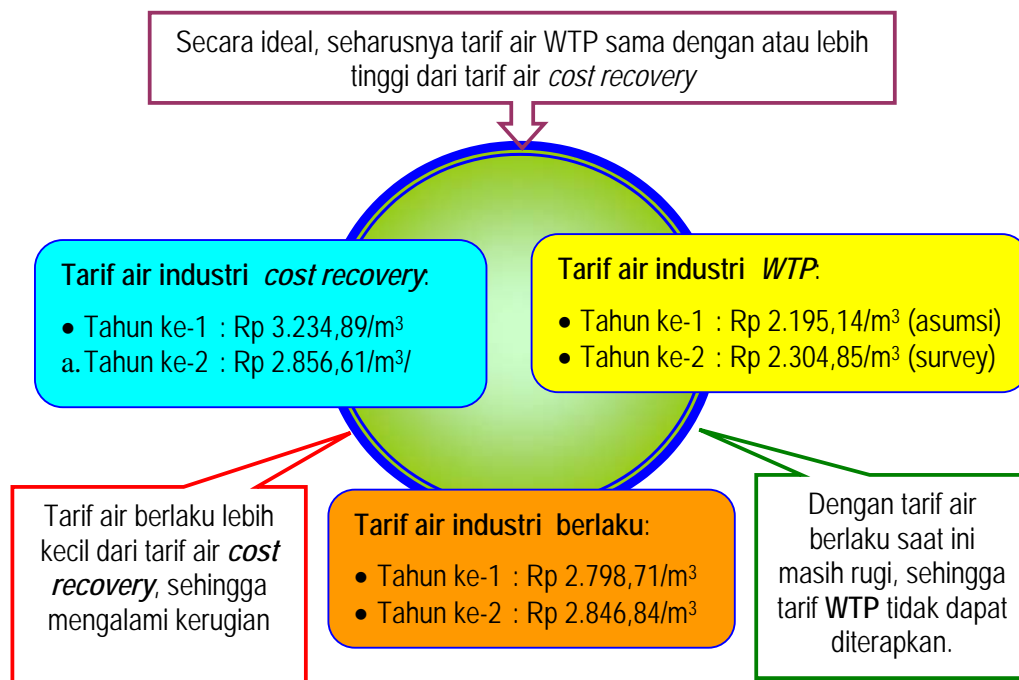 Secara ideal, seharusnya tarif air WTP sama dengan atau lebih
tinggi dari tarif air cost recovery
Tarif air industri cost recovery:
• Tahun ke-1 : Rp 3.234,89/m³
a. Tahun ke-2 : Rp 2.856,61/m³/
Tarif air industri WTP:
• Tahun ke-1 : Rp 2.195,14/m³ (asumsi)
• Tahun ke-2 : Rp 2.304,85/m³ (survey)
Tarif air berlaku lebih
kecil dari tarif air cost
recovery, sehingga
mengalami kerugian
Tarif air industri berlaku:
• Tahun ke-1 : Rp 2.798,71/m³
• Tahun ke-2 : Rp 2.846,84/m³
Dengan tarif air
berlaku saat ini
masih rugi, sehingga
tarif WTP tidak dapat
diterapkan.